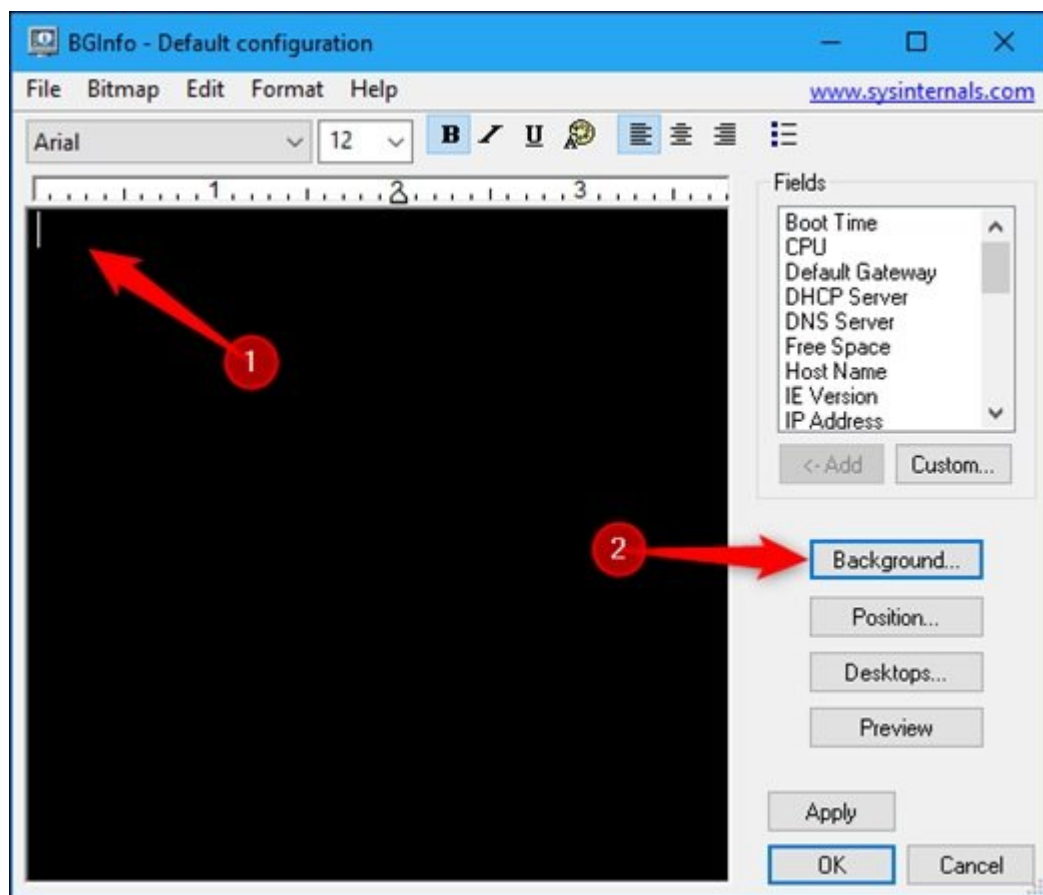 BGInfo - Default configuration
File Bitmap Edit Format Help www.sysinternals.com
Arial 12 B I U A
1 2 3
Fields
Boot Time
CPU
Default Gateway
DHCP Server
DNS Server
Free Space
Host Name
IE Version
IP Address
<- Add Custom...
1
2
Background...
Position...
Desktops...
Preview
Apply
OK Cancel